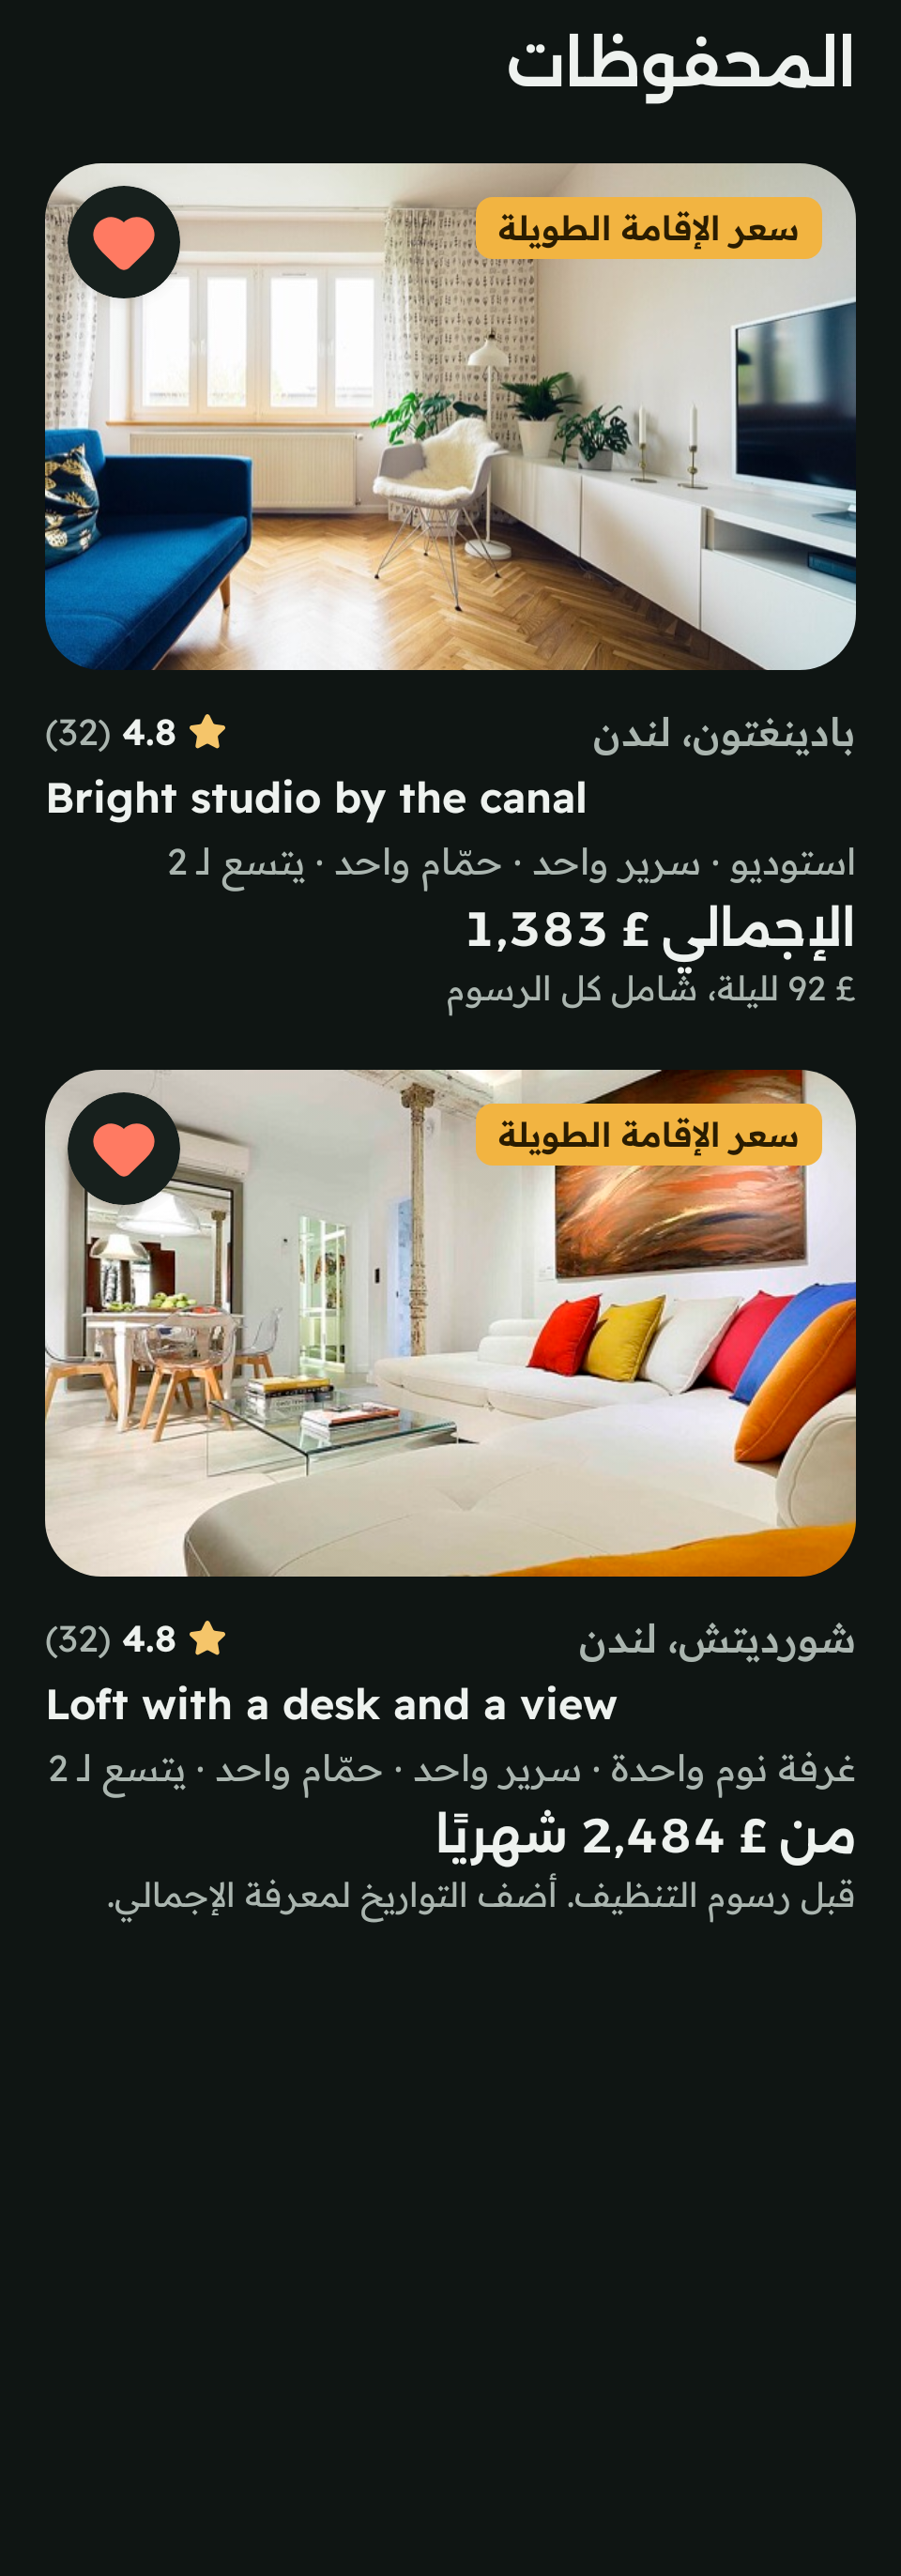 المحفوظات
سعر الإقامة الطويلة
بادينغتون، لندن
4.8 (32)
Bright studio by the canal
استوديو · سرير واحد · حمّام واحد · يتسع لـ 2
الإجمالي £ 1,383
£ 92 لليلة، شامل كل الرسوم
سعر الإقامة الطويلة
شورديتش، لندن
4.8 (32)
Loft with a desk and a view
غرفة نوم واحدة · سرير واحد · حمّام واحد · يتسع لـ 2
من £ 2,484 شهريًا
قبل رسوم التنظيف. أضف التواريخ لمعرفة الإجمالي.